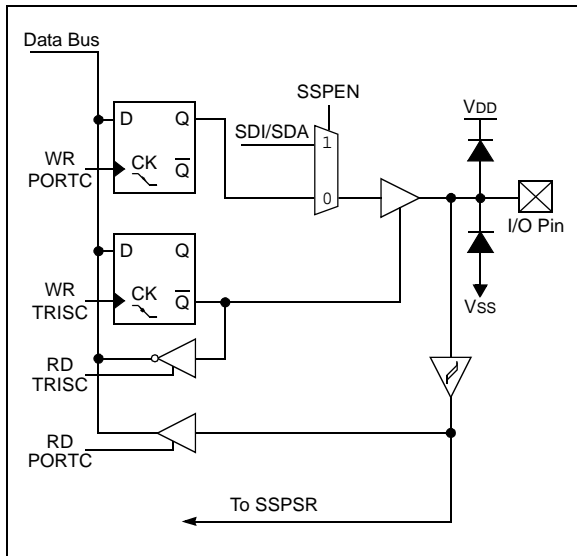 Data Bus
SSPEN
VDD
D Q
SDI/SDA
1
WR
PORTC
CK
Q
0
I/O Pin
D Q
WR
TRISC
CK
Q
VSS
RD
TRISC
RD
PORTC
To SSPSR